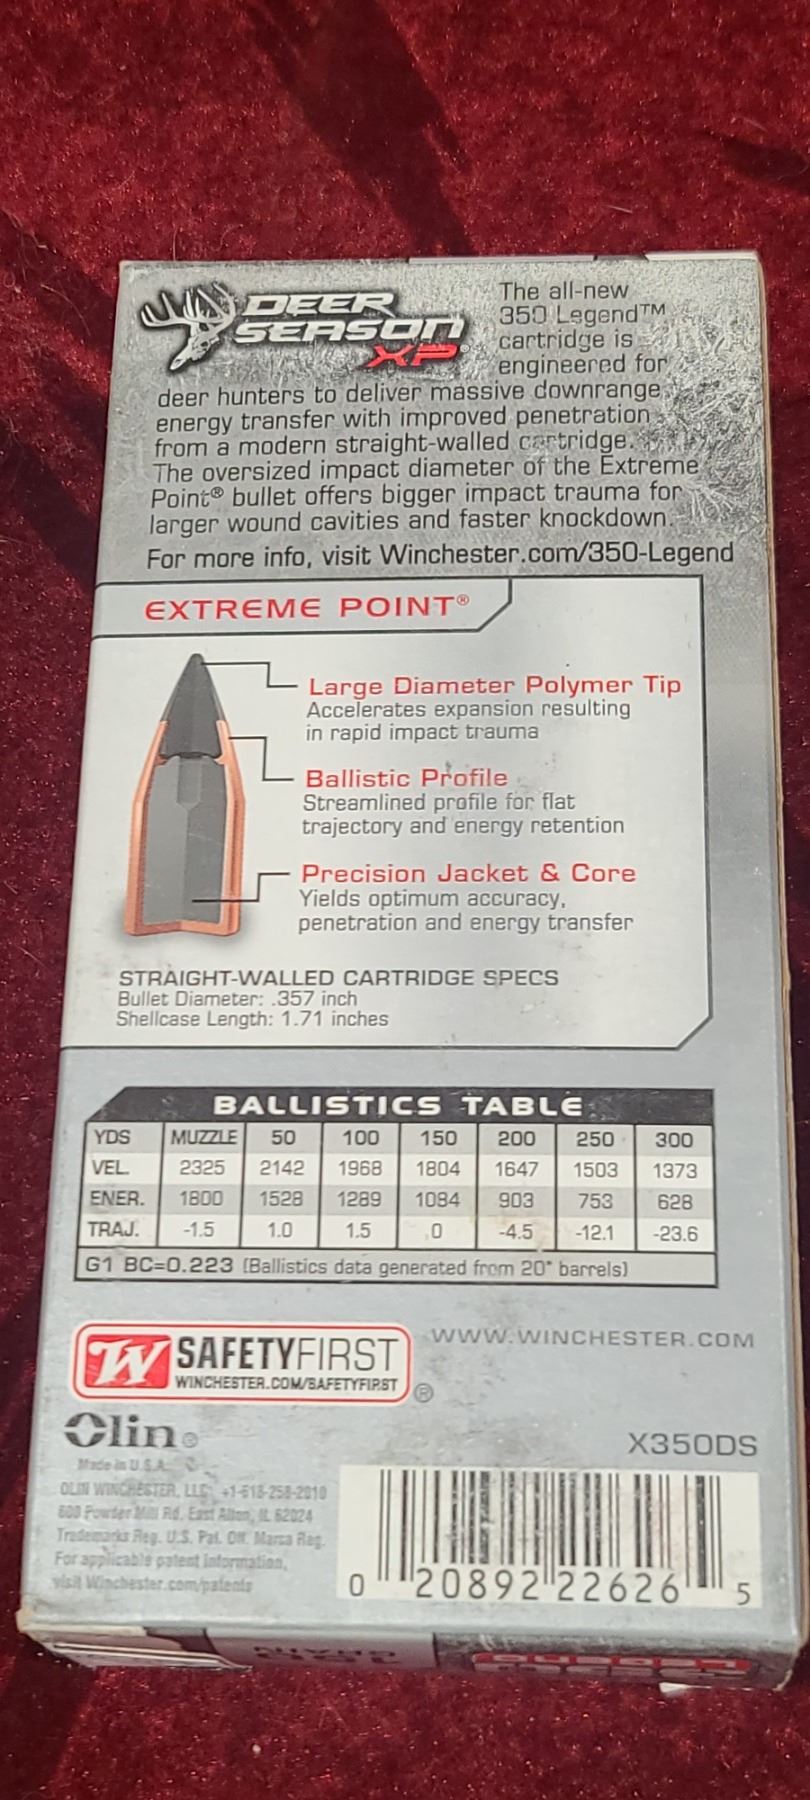 DEER
SEASON
XP®
The all-new
350 Legend™
cartridge is
engineered for
deer hunters to deliver massive downrange
energy transfer with improved penetration
from a modern straight-walled cartridge.
The oversized impact diameter of the Extreme
Point® bullet offers bigger impact trauma for
larger wound cavities and faster knockdown.
For more info, visit Winchester.com/350-Legend
EXTREME POINT®
Large Diameter Polymer Tip
Accelerates expansion resulting
in rapid impact trauma
Ballistic Profile
Streamlined profile for flat
trajectory and energy retention
Precision Jacket & Core
Yields optimum accuracy,
penetration and energy transfer
STRAIGHT-WALLED CARTRIDGE SPECS
Bullet Diameter: .357 inch
Shellcase Length: 1.71 inches
BALLISTICS TABLE
YDS MUZZLE 50 100 150 200 250 300
VEL. 2325 2142 1968 1804 1647 1503 1373
ENER. 1800 1528 1289 1084 903 753 628
TRAJ. -1.5 1.0 1.5 0 -4.5 -12.1 -23.6
G1 BC=0.223 (Ballistics data generated from 20" barrels)
W SAFETYFIRST
WINCHESTER.COM/SAFETYFIRST
®
WWW.WINCHESTER.COM
Olin®
X350DS
Made in U.S.A.
OLIN WINCHESTER, LLC +1-618-258-2010
600 Powder Mill Rd. East Alton, IL 62024
Trademarks Reg. U.S. Pat. Off. Marca Reg.
For applicable patent information,
visit Winchester.com/patents
0 20892 22626 5